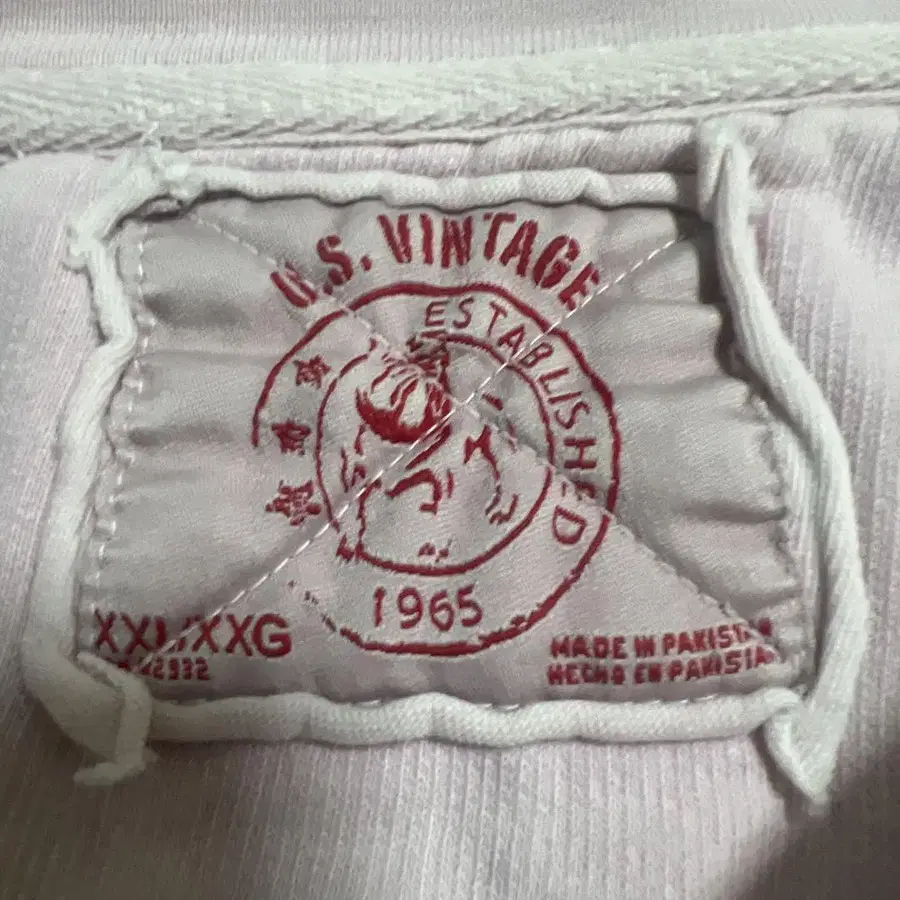 U.S. VINTAGE
ESTABLISHED
1965
XXL/XXG
MADE IN PAKISTAN
HECHO EN PAKISTAN